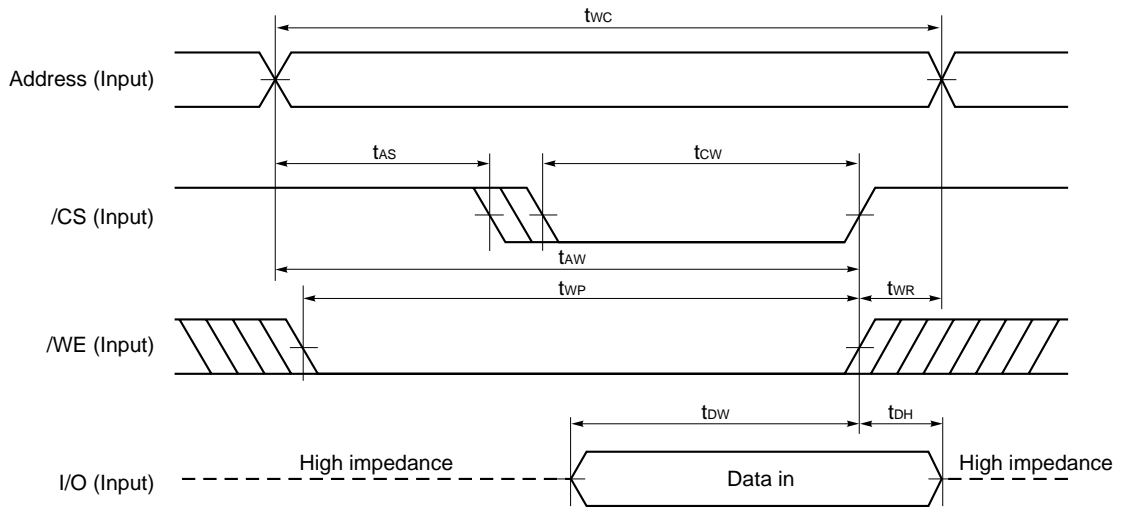 tWC
Address (Input)
tAS
tCW
/CS (Input)
tAW
tWP
tWR
/WE (Input)
tDW
tDH
I/O (Input)
High impedance
Data in
High impedance